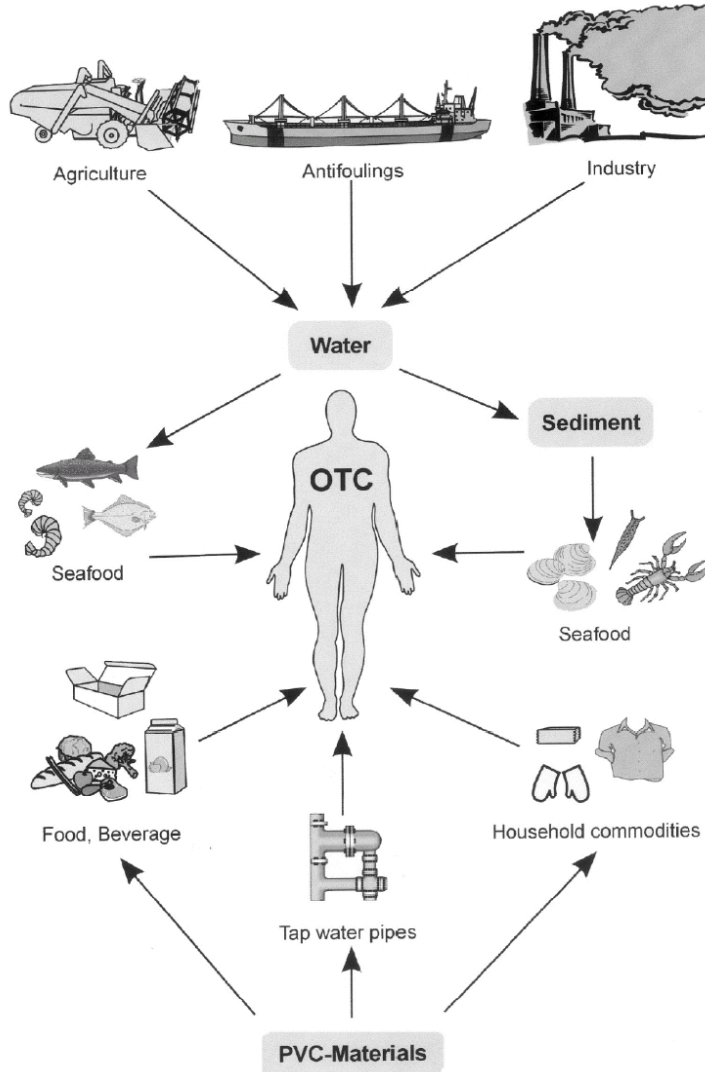 Agriculture
Antifoulings
Industry
Water
Sediment
OTC
Seafood
Seafood
Food, Beverage
Household commodities
Tap water pipes
PVC-Materials